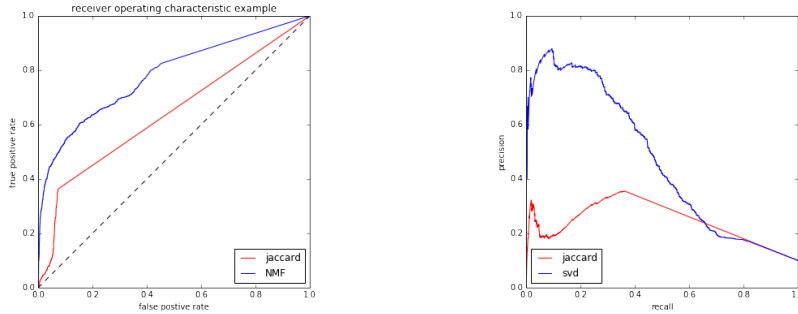 receiver operating characteristic example
1.0
0.8
0.6
0.4
0.2
0.0
true positive rate
0.0 0.2 0.4 0.6 0.8 1.0
false postive rate
jaccard
NMF
1.0
0.8
0.6
0.4
0.2
0.0
precision
0.0 0.2 0.4 0.6 0.8 1.
recall
jaccard
svd